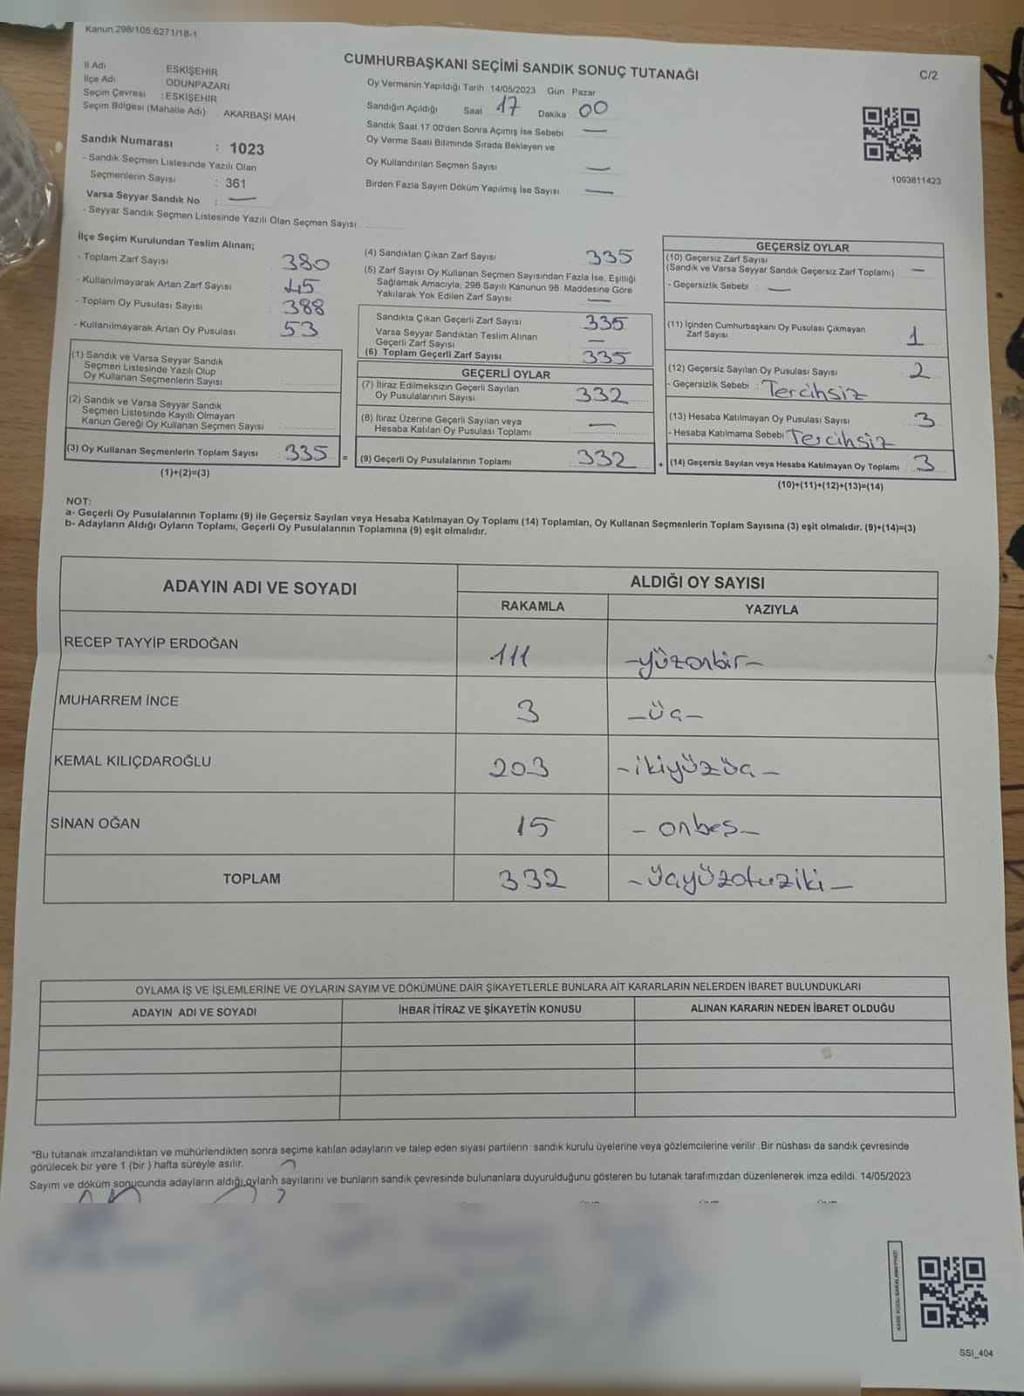 Kanun 298/105.6271/18-1
CUMHURBAŞKANI SEÇİMİ SANDIK SONUÇ TUTANAĞI
C/2
İl Adı ESKİŞEHİR
İlçe Adı ODUNPAZARI
Seçim Çevresi : ESKİŞEHİR
Seçim Bölgesi (Mahalle Adı) AKARBAŞI MAH
Sandık Numarası : 1023
- Sandık Seçmen Listesinde Yazılı Olan
Seçmenlerin Sayısı : 361
Varsa Seyyar Sandık No : —
- Seyyar Sandık Seçmen Listesinde Yazılı Olan Seçmen Sayısı
Oy Vermenin Yapıldığı Tarih 14/05/2023 Gün Pazar
Sandığın Açıldığı Saat 17 Dakika 00
Sandık Saat 17.00'den Sonra Açımış İse Sebebi —
Oy Verme Saati Bitiminde Sırada Bekleyen ve
Oy Kullandırılan Seçmen Sayısı —
Birden Fazla Sayım Döküm Yapılmış İse Sayısı —
1093811423
İlçe Seçim Kurulundan Teslim Alınan;
- Toplam Zarf Sayısı 380
- Kullanılmayarak Artan Zarf Sayısı 45
- Toplam Oy Pusulası Sayısı 388
- Kullanılmayarak Artan Oy Pusulası 53
(1) Sandık ve Varsa Seyyar Sandık
Seçmen Listesinde Yazılı Olup
Oy Kullanan Seçmenlerin Sayısı
(2) Sandık ve Varsa Seyyar Sandık
Seçmen Listesinde Kayıtlı Olmayan
Kanun Gereği Oy Kullanan Seçmen Sayısı
(3) Oy Kullanan Seçmenlerin Toplam Sayısı 335 =
(1)+(2)=(3)
(4) Sandıktan Çıkan Zarf Sayısı 335
(5) Zarf Sayısı Oy Kullanan Seçmen Sayısından Fazla İse, Eşitliği
Sağlamak Amacıyla, 298 Sayılı Kanunun 98. Maddesine Göre
Yakılarak Yok Edilen Zarf Sayısı —
Sandıkta Çıkan Geçerli Zarf Sayısı 335
Varsa Seyyar Sandıktan Teslim Alınan
Geçerli Zarf Sayısı —
(6) Toplam Geçerli Zarf Sayısı 335
GEÇERLİ OYLAR
(7) İtiraz Edilmeksizin Geçerli Sayılan
Oy Pusulalarının Sayısı 332
(8) İtiraz Üzerine Geçerli Sayılan veya
Hesaba Katılan Oy Pusulası Toplamı —
(9) Geçerli Oy Pusulalarının Toplamı 332 +
GEÇERSİZ OYLAR
(10) Geçersiz Zarf Sayısı
(Sandık ve Varsa Seyyar Sandık Geçersiz Zarf Toplamı) —
- Geçersizlik Sebebi : —
(11) İçinden Cumhurbaşkanı Oy Pusulası Çıkmayan
Zarf Sayısı 1
(12) Geçersiz Sayılan Oy Pusulası Sayısı 2
- Geçersizlik Sebebi : Tercihsiz
(13) Hesaba Katılmayan Oy Pusulası Sayısı 3
- Hesaba Katılmama Sebebi : Tercihsiz
(14) Geçersiz Sayılan veya Hesaba Katılmayan Oy Toplamı 3
(10)+(11)+(12)+(13)=(14)
NOT:
a- Geçerli Oy Pusulalarının Toplamı (9) ile Geçersiz Sayılan veya Hesaba Katılmayan Oy Toplamı (14) Toplamları, Oy Kullanan Seçmenlerin Toplam Sayısına (3) eşit olmalıdır. (9)+(14)=(3)
b- Adayların Aldığı Oyların Toplamı, Geçerli Oy Pusulalarının Toplamına (9) eşit olmalıdır.
ADAYIN ADI VE SOYADI
ALDIĞI OY SAYISI
RAKAMLA YAZIYLA
RECEP TAYYİP ERDOĞAN 111 -yüzonbir-
MUHARREM İNCE 3 -üç-
KEMAL KILIÇDAROĞLU 203 -ikiyüzüç-
SİNAN OĞAN 15 -onbeş-
TOPLAM 332 -üçyüzotuziki-
OYLAMA İŞ VE İŞLEMLERİNE VE OYLARIN SAYIM VE DÖKÜMÜNE DAİR ŞİKAYETLERLE BUNLARA AİT KARARLARIN NELERDEN İBARET BULUNDUKLARI
ADAYIN ADI VE SOYADI İHBAR İTİRAZ VE ŞİKAYETİN KONUSU ALINAN KARARIN NEDEN İBARET OLDUĞU
*Bu tutanak imzalandıktan ve mühürlendikten sonra seçime katılan adayların ve talep eden siyasi partilerin sandık kurulu üyelerine veya gözlemcilerine verilir. Bir nüshası da sandık çevresinde
görülecek bir yere 1 (bir ) hafta süreyle asılır.
Sayım ve döküm sonucunda adayların aldığı oyların sayılarını ve bunların sandık çevresinde bulunanlara duyurulduğunu gösteren bu tutanak tarafımızdan düzenlenerek imza edildi. 14/05/2023
SSI_404